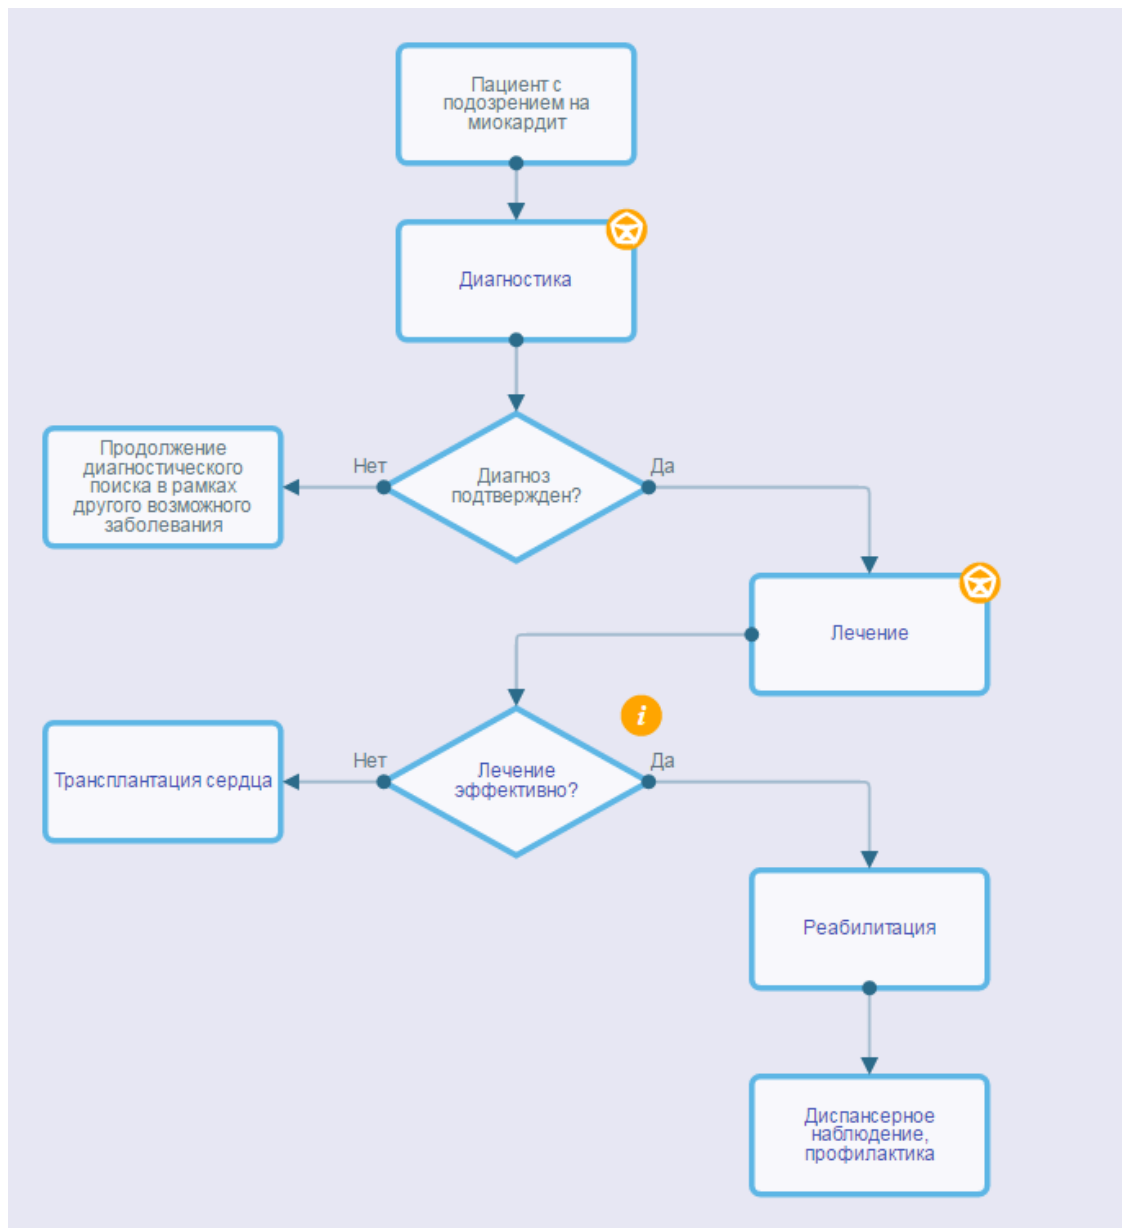 Пациент с
подозрением на
миокардит
Диагностика
Диагноз
подтвержден?
Нет
Да
Продолжение
диагностического
поиска в рамках
другого возможного
заболевания
Лечение
i
Лечение
эффективно?
Нет
Да
Трансплантация сердца
Реабилитация
Диспансерное
наблюдение,
профилактика